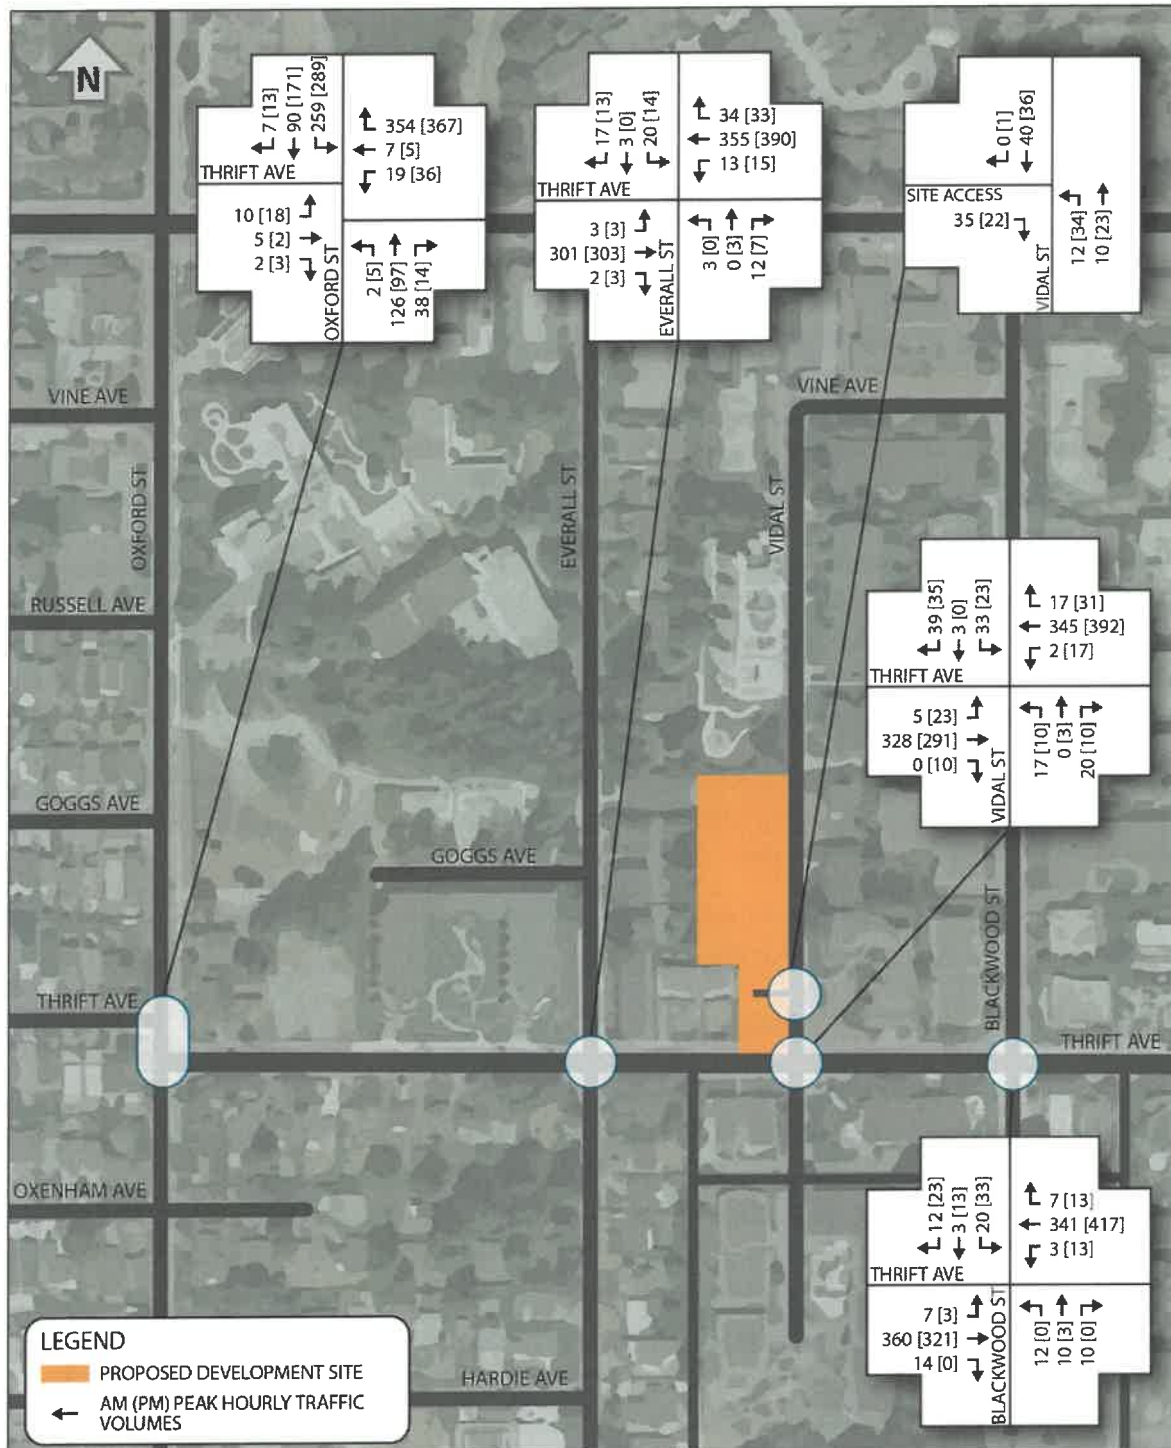 N
7 [13]
90 [171]
259 [289]
354 [367]
7 [5]
19 [36]
THRIFT AVE
10 [18]
5 [2]
2 [3]
OXFORD ST
2 [5]
126 [97]
38 [14]
17 [13]
3 [0]
20 [14]
34 [33]
355 [390]
13 [15]
THRIFT AVE
3 [3]
301 [303]
2 [3]
EVERALL ST
3 [0]
0 [3]
12 [7]
0 [1]
40 [36]
SITE ACCESS
35 [22]
VIDAL ST
12 [34]
10 [23]
VINE AVE
VINE AVE
OXFORD ST
EVERALL ST
VIDAL ST
RUSSELL AVE
39 [35]
3 [0]
33 [23]
17 [31]
345 [392]
2 [17]
THRIFT AVE
5 [23]
328 [291]
0 [10]
VIDAL ST
17 [10]
0 [3]
20 [10]
GOGGS AVE
GOGGS AVE
BLACKWOOD ST
THRIFT AVE
THRIFT AVE
OXENHAM AVE
12 [23]
3 [13]
20 [33]
7 [13]
341 [417]
3 [13]
THRIFT AVE
7 [3]
360 [321]
14 [0]
BLACKWOOD ST
12 [0]
10 [3]
10 [0]
LEGEND
PROPOSED DEVELOPMENT SITE
AM (PM) PEAK HOURLY TRAFFIC
VOLUMES
HARDIE AVE